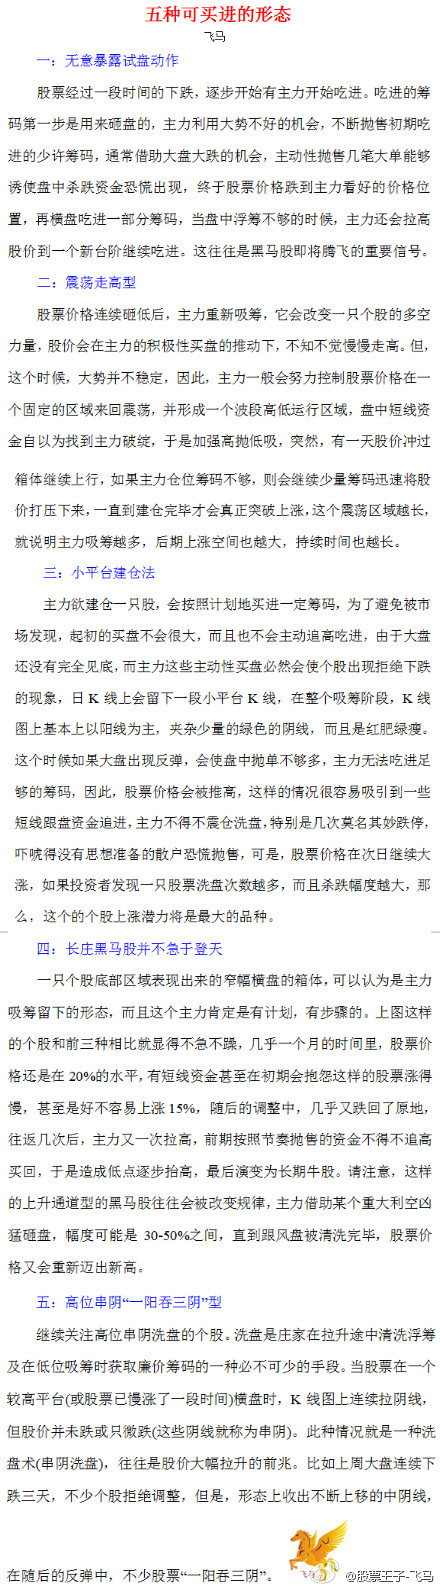 五种可买进的形态
飞马
一：无意暴露试盘动作
股票经过一段时间的下跌，逐步开始有主力开始吃进。吃进的筹
码第一步是用来砸盘的，主力利用大势不好的机会，不断抛售初期吃
进的少许筹码，通常借助大盘大跌的机会，主动性抛售几笔大单能够
诱使盘中杀跌资金恐慌出现，终于股票价格跌到主力看好的价格位
置，再横盘吃进一部分筹码，当盘中浮筹不够的时候，主力还会拉高
股价到一个新台阶继续吃进。这往往是黑马股即将腾飞的重要信号。
二：震荡走高型
股票价格连续砸低后，主力重新吸筹，它会改变一只个股的多空
力量，股价会在主力的积极性买盘的推动下，不知不觉慢慢走高。但，
这个时候，大势并不稳定，因此，主力一般会努力控制股票价格在一
个固定的区域来回震荡，并形成一个波段高低运行区域，盘中短线资
金自以为找到主力破绽，于是加强高抛低吸，突然，有一天股价冲过
箱体继续上行，如果主力仓位筹码不够，则会继续少量筹码迅速将股
价打压下来，一直到建仓完毕才会真正突破上涨，这个震荡区域越长，
就说明主力吸筹越多，后期上涨空间也越大，持续时间也越长。
三：小平台建仓法
主力欲建仓一只股，会按照计划地买进一定筹码，为了避免被市
场发现，起初的买盘不会很大，而且也不会主动追高吃进，由于大盘
还没有完全见底，而主力这些主动性买盘必然会使个股出现拒绝下跌
的现象，日 K 线上会留下一段小平台 K 线，在整个吸筹阶段，K 线
图上基本上以阳线为主，夹杂少量的绿色的阴线，而且是红肥绿瘦。
这个时候如果大盘出现反弹，会使盘中抛单不够多，主力无法吃进足
够的筹码，因此，股票价格会被推高，这样的情况很容易吸引到一些
短线跟盘资金追进，主力不得不震仓洗盘，特别是几次莫名其妙跌停，
吓唬得没有思想准备的散户恐慌抛售，可是，股票价格在次日继续大
涨，如果投资者发现一只股票洗盘次数越多，而且杀跌幅度越大，那
么，这个的个股上涨潜力将是最大的品种。
四：长庄黑马股并不急于登天
一只个股底部区域表现出来的窄幅横盘的箱体，可以认为是主力
吸筹留下的形态，而且这个主力肯定是有计划，有步骤的。上图这样
的个股和前三种相比就显得不急不躁，几乎一个月的时间里，股票价
格还是在 20%的水平，有短线资金甚至在初期会抱怨这样的股票涨得
慢，甚至是好不容易上涨 15%，随后的调整中，几乎又跌回了原地，
往返几次后，主力又一次拉高，前期按照节奏抛售的资金不得不追高
买回，于是造成低点逐步抬高，最后演变为长期牛股。请注意，这样
的上升通道型的黑马股往往会被改变规律，主力借助某个重大利空凶
猛砸盘，幅度可能是 30-50%之间，直到跟风盘被清洗完毕，股票价
格又会重新迈出新高。
五：高位串阴“一阳吞三阴”型
继续关注高位串阴洗盘的个股。洗盘是庄家在拉升途中清洗浮筹
及在低位吸筹时获取廉价筹码的一种必不可少的手段。当股票在一个
较高平台(或股票已慢涨了一段时间)横盘时，K 线图上连续拉阴线，
但股价并未跌或只微跌(这些阴线就称为串阴)。此种情况就是一种洗
盘术(串阴洗盘)，往往是股价大幅拉升的前兆。比如上周大盘连续下
跌三天，不少个股拒绝调整，但是，形态上收出不断上移的中阴线，
在随后的反弹中，不少股票“一阳吞三阴”。
@股票王子-飞马